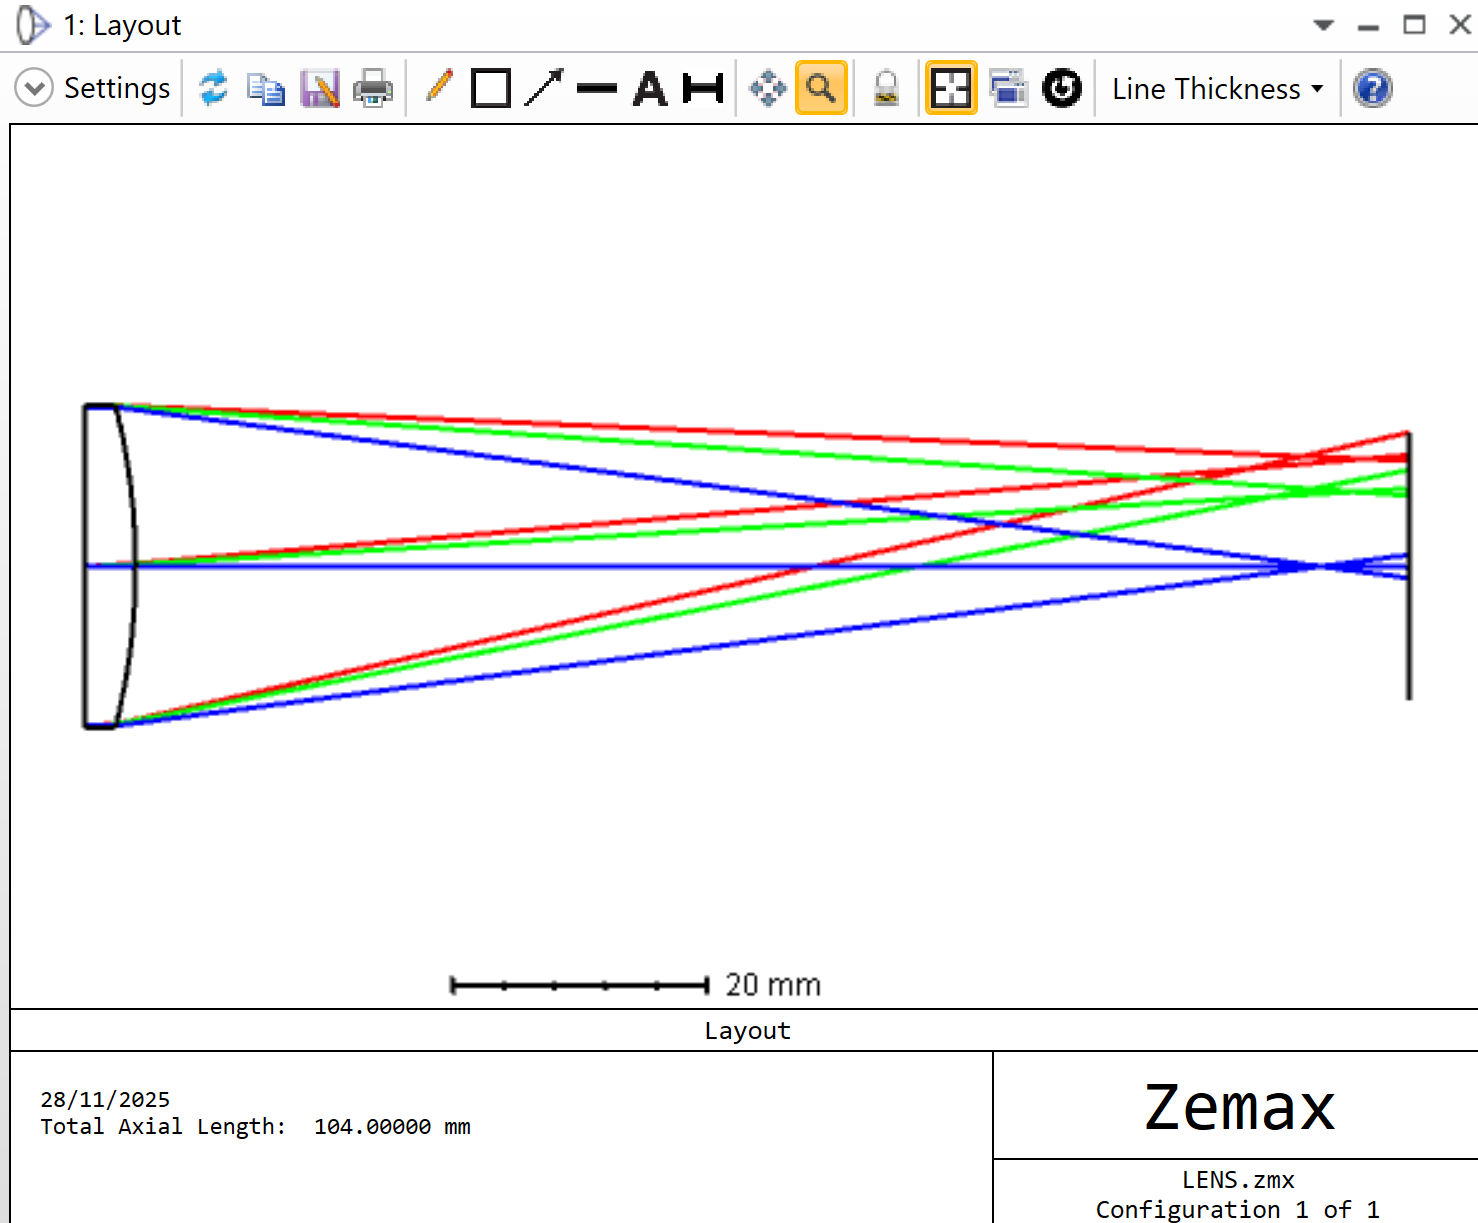 1: Layout
Settings
A
Line Thickness
20 mm
Layout
28/11/2025
Total Axial Length: 104.00000 mm
Zemax
LENS.zmx
Configuration 1 of 1